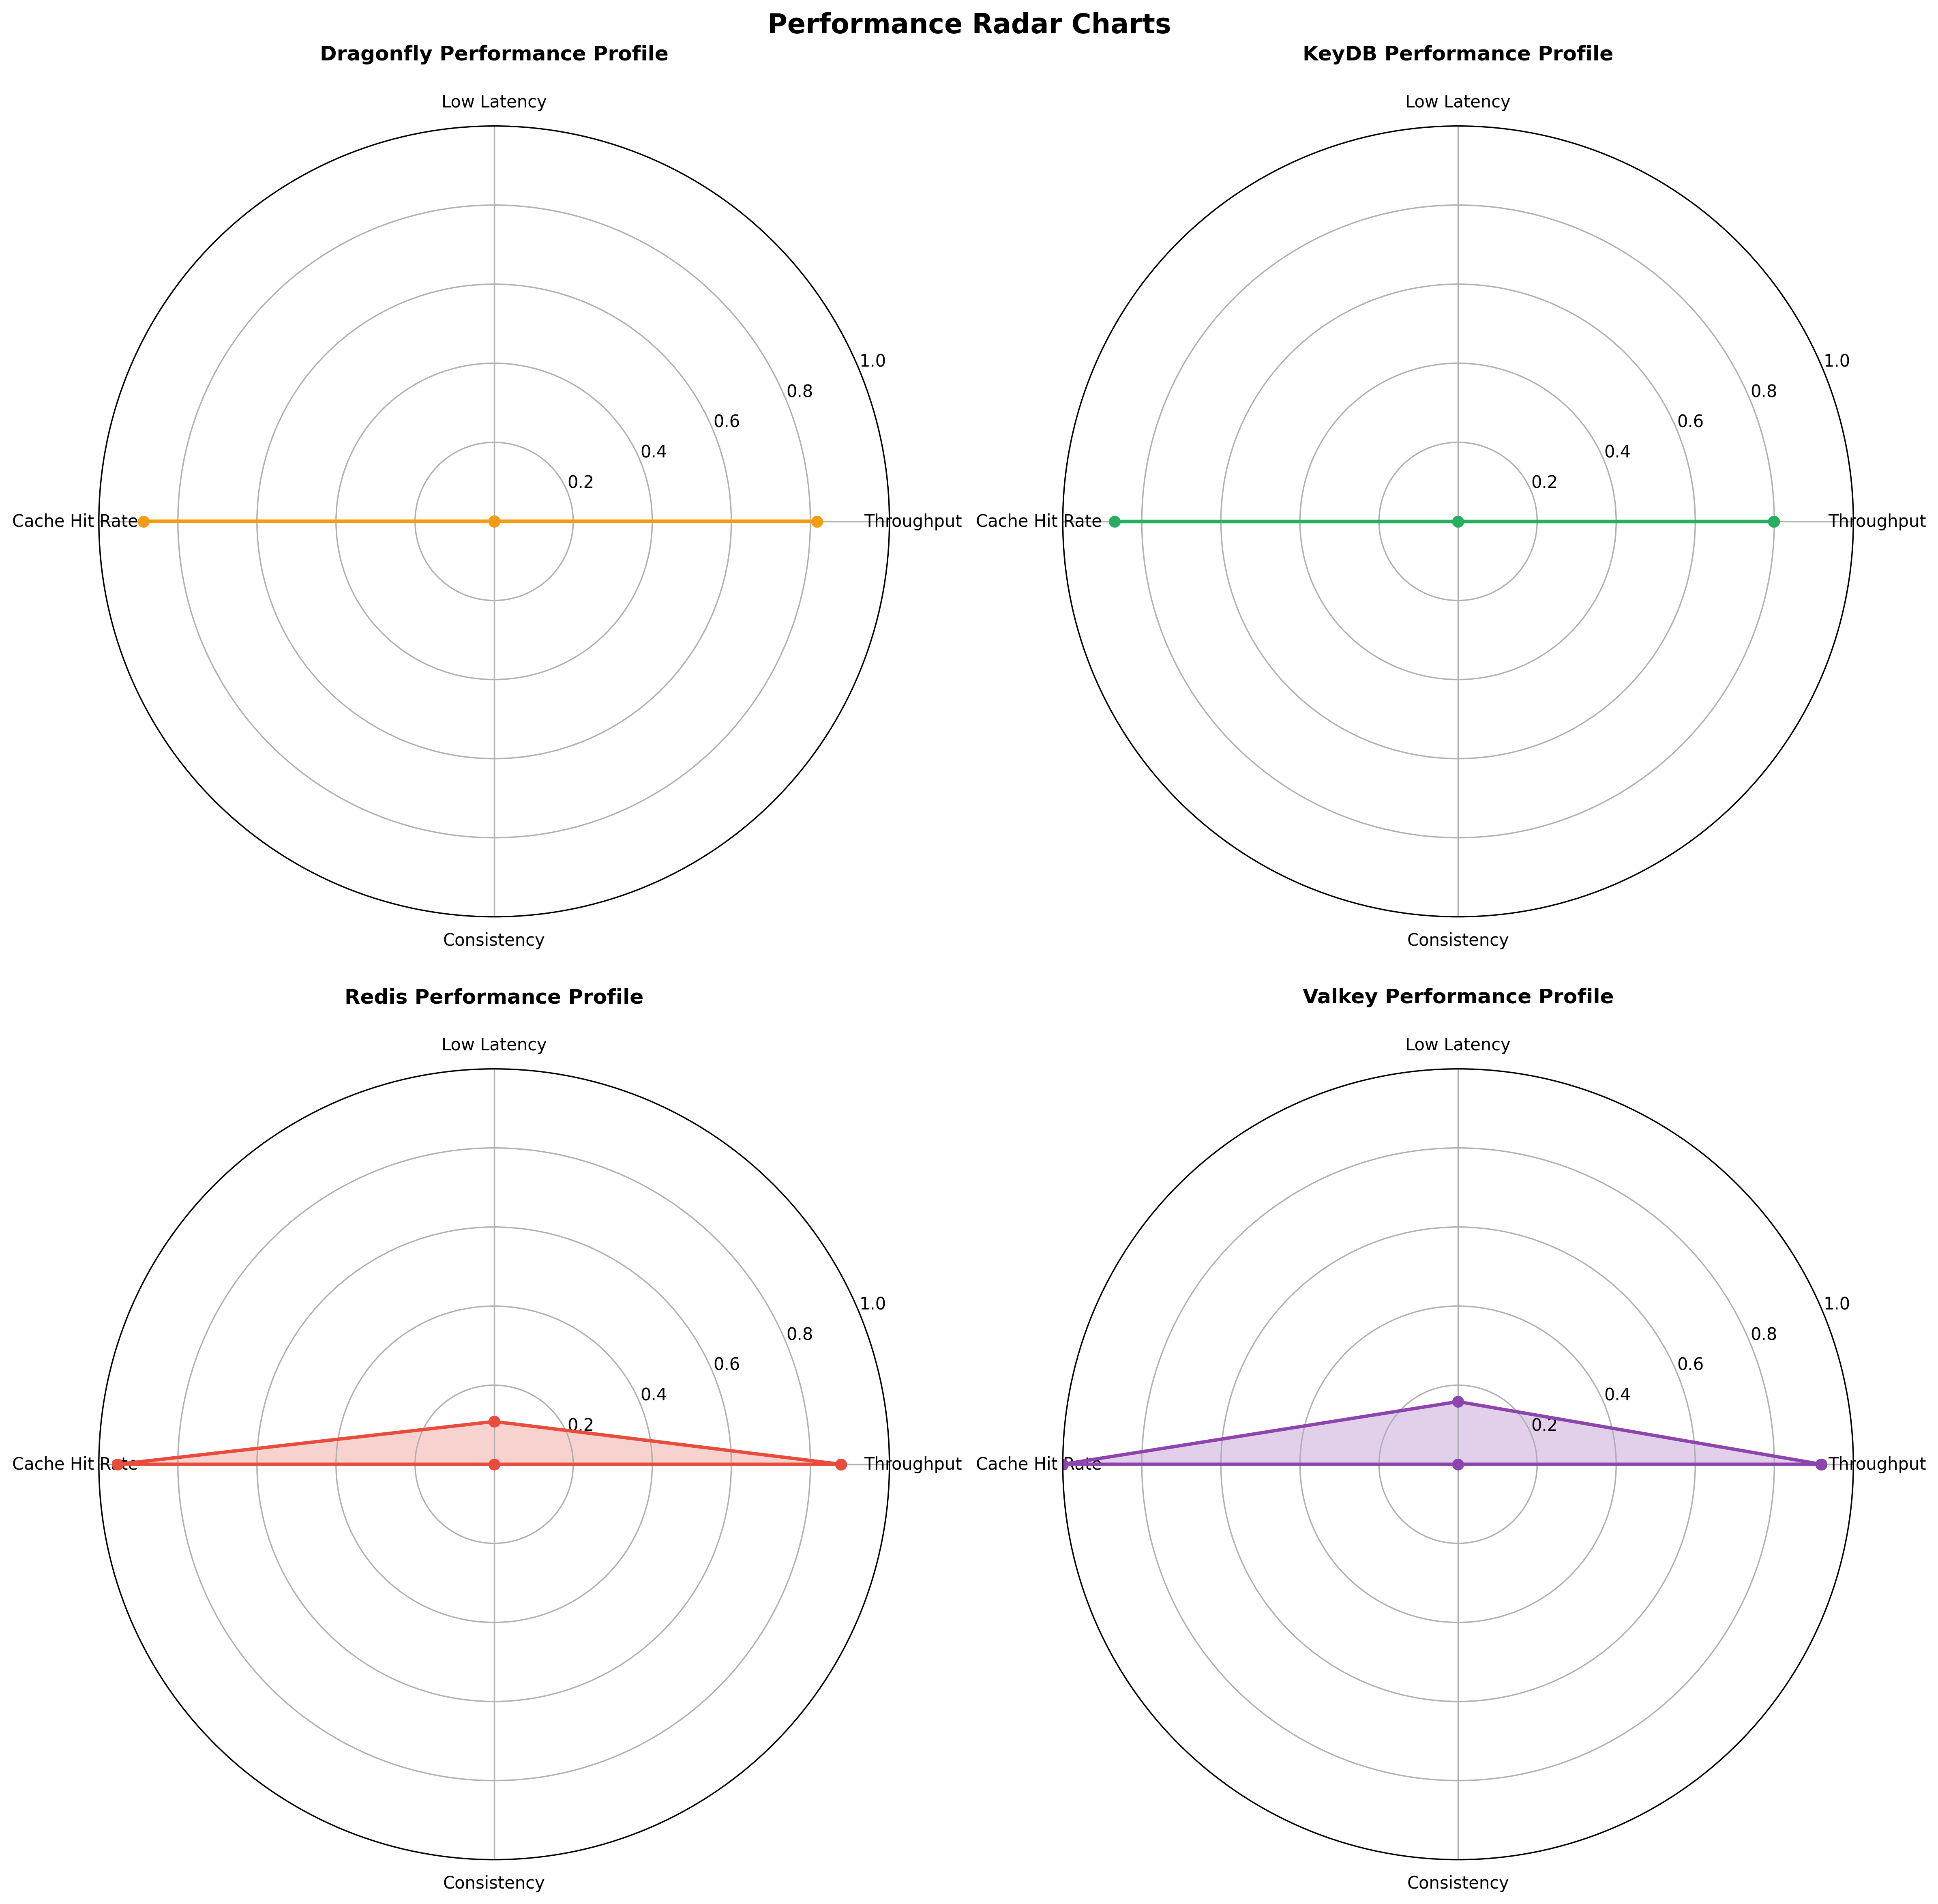 Performance Radar Charts
Dragonfly Performance Profile
Low Latency
1.0
0.8
0.6
0.4
0.2
Cache Hit Rate
Throughput
Consistency
KeyDB Performance Profile
Low Latency
1.0
0.8
0.6
0.4
0.2
Cache Hit Rate
Throughput
Consistency
Redis Performance Profile
Low Latency
1.0
0.8
0.6
0.4
0.2
Cache Hit Rate
Throughput
Consistency
Valkey Performance Profile
Low Latency
1.0
0.8
0.6
0.4
0.2
Cache Hit Rate
Throughput
Consistency